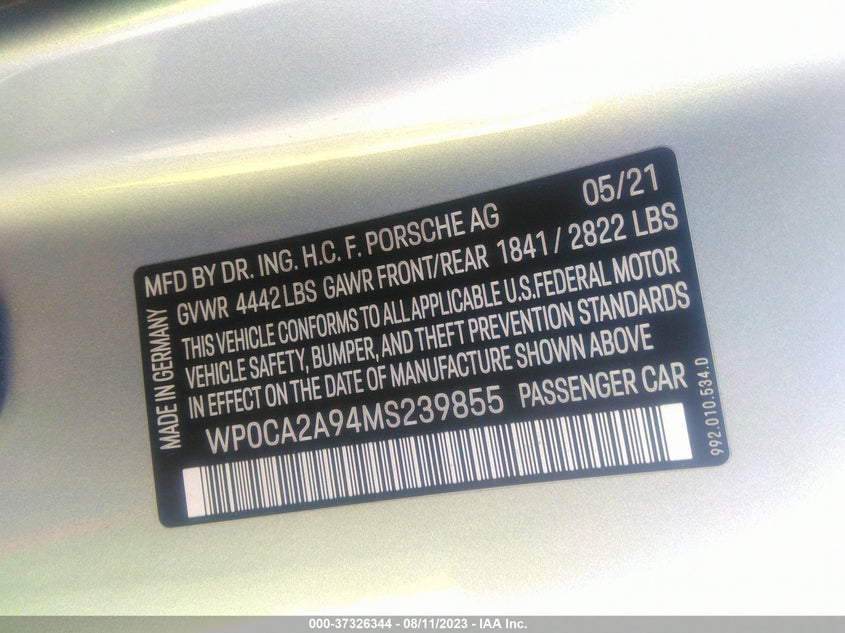 MFD BY DR. ING. H.C. F. PORSCHE AG 05/21
GVWR 4442 LBS GAWR FRONT/REAR 1841 / 2822 LBS
THIS VEHICLE CONFORMS TO ALL APPLICABLE U.S.FEDERAL MOTOR
VEHICLE SAFETY, BUMPER, AND THEFT PREVENTION STANDARDS
IN EFFECT ON THE DATE OF MANUFACTURE SHOWN ABOVE
WP0CA2A94MS239855 PASSENGER CAR
MADE IN GERMANY
992.010.534.D
000-37326344 - 08/11/2023 - IAA Inc.